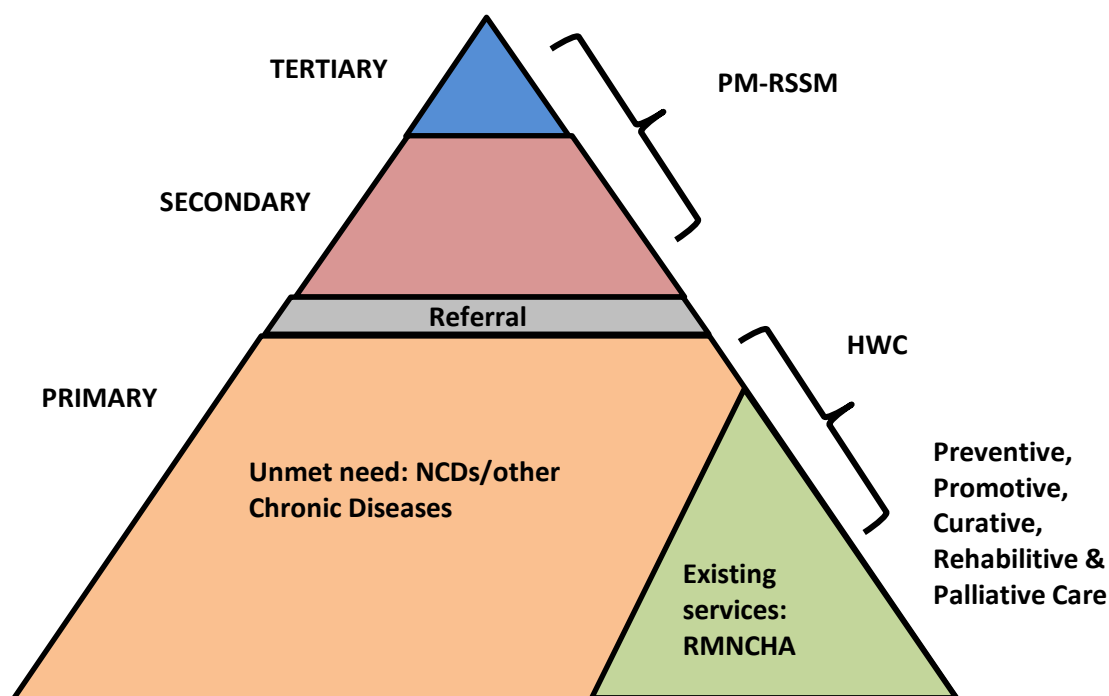 TERTIARY
PM-RSSM
SECONDARY
Referral
HWC
PRIMARY
Unmet need: NCDs/other
Chronic Diseases
Preventive,
Promotive,
Curative,
Rehabilitive &
Palliative Care
Existing
services:
RMNCHA